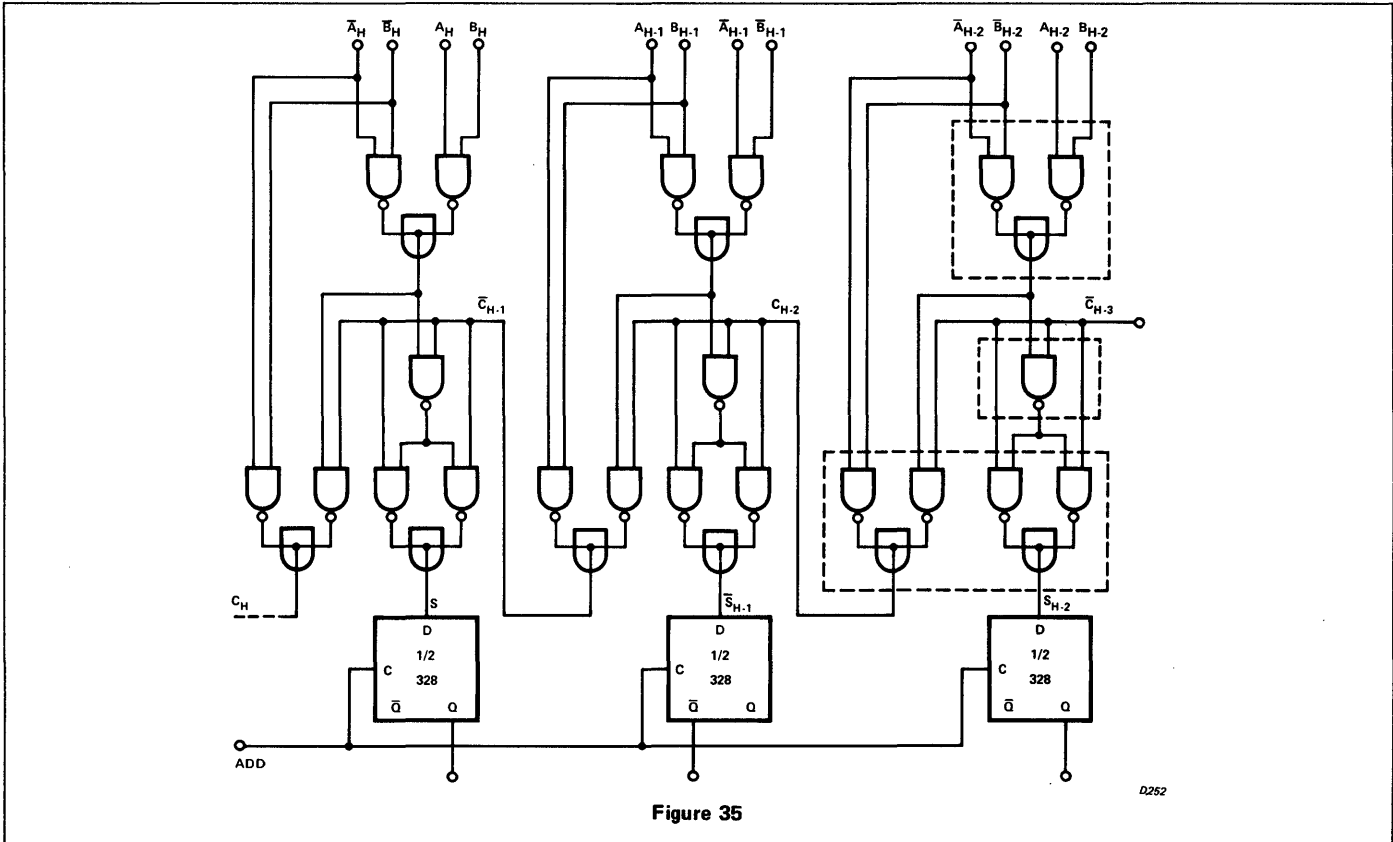 A̅H B̅H AH BH AH-1 BH-1 A̅H-1 B̅H-1 A̅H-2 B̅H-2 AH-2 BH-2
C̅H-1 CH-2 C̅H-3
CH S S̅H-1 SH-2
D D D
C 1/2 C 1/2 C 1/2
328 328 328
Q̅ Q Q̅ Q Q̅ Q
ADD
D252
Figure 35